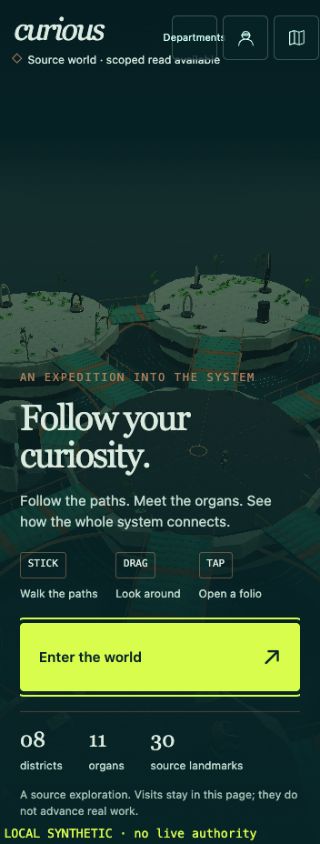 curious
Departments
Source world · scoped read available
AN EXPEDITION INTO THE SYSTEM
Follow your
curiosity.
Follow the paths. Meet the organs. See
how the whole system connects.
STICK DRAG TAP
Walk the paths Look around Open a folio
Enter the world
08 11 30
districts organs source landmarks
A source exploration. Visits stay in this page; they do
not advance real work.
LOCAL SYNTHETIC · no live authority